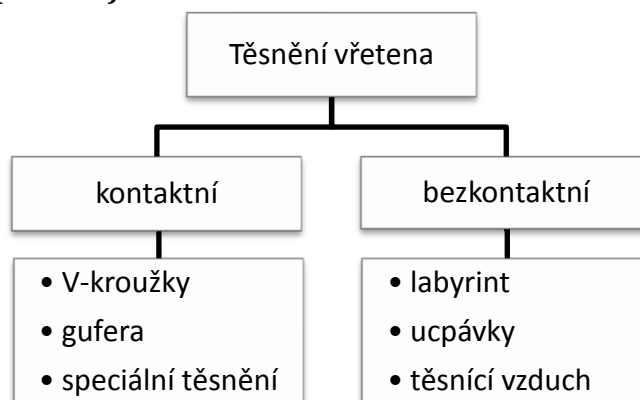 Těsnění vřetena
kontaktní
bezkontaktní
• V-kroužky
• gufera
• speciální těsnění
• labyrint
• ucpávky
• těsnící vzduch